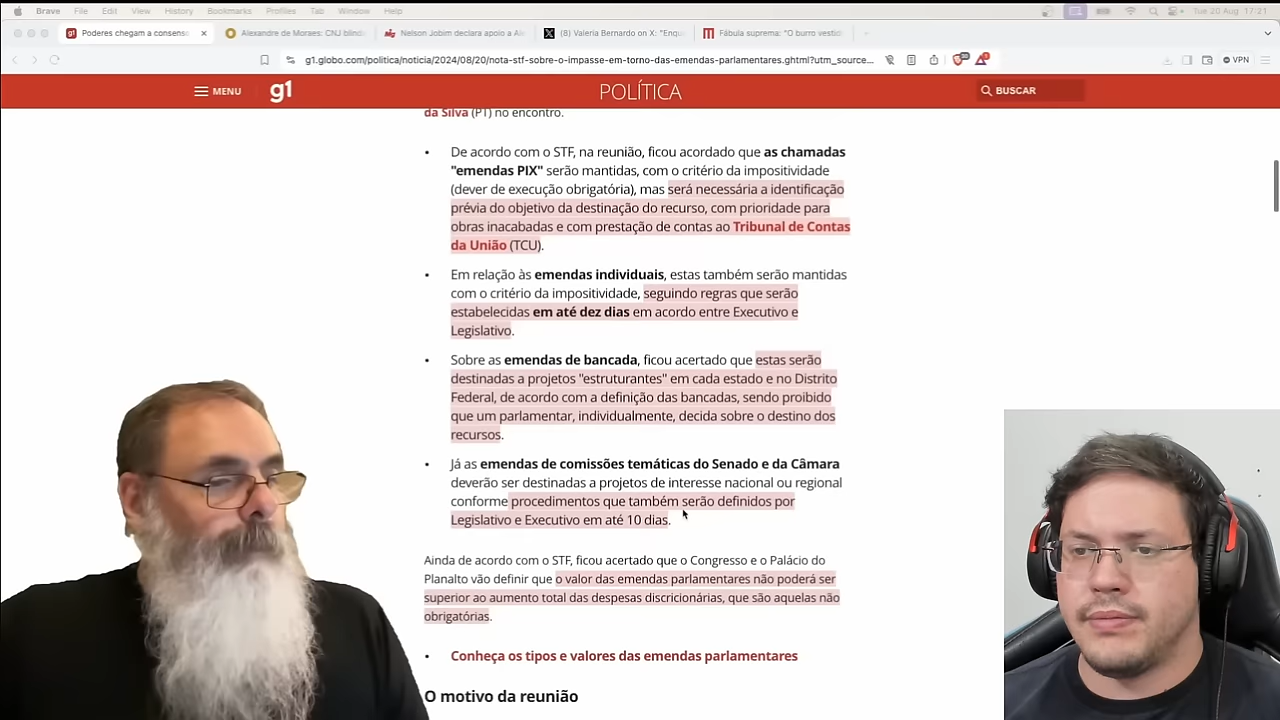 Brave File Edit View History Bookmarks Profiles Tab Window Help Tue 20 Aug 17:21
g1 Poderes chegam a consenso × Alexandre de Moraes: CNJ blind Nelson Jobim declara apoio a Al (8) Valeria Bernardo on X: "Enqu Fábula suprema: "O burro vesti +
g1.globo.com/politica/noticia/2024/08/20/nota-stf-sobre-o-impasse-em-torno-das-emendas-parlamentares.ghtml?utm_source... VPN
MENU g1 POLÍTICA BUSCAR
da Silva (PT) no encontro.
• De acordo com o STF, na reunião, ficou acordado que as chamadas
"emendas PIX" serão mantidas, com o critério da impositividade
(dever de execução obrigatória), mas será necessária a identificação
prévia do objetivo da destinação do recurso, com prioridade para
obras inacabadas e com prestação de contas ao Tribunal de Contas
da União (TCU).
• Em relação às emendas individuais, estas também serão mantidas
com o critério da impositividade, seguindo regras que serão
estabelecidas em até dez dias em acordo entre Executivo e
Legislativo.
• Sobre as emendas de bancada, ficou acertado que estas serão
destinadas a projetos "estruturantes" em cada estado e no Distrito
Federal, de acordo com a definição das bancadas, sendo proibido
que um parlamentar, individualmente, decida sobre o destino dos
recursos.
• Já as emendas de comissões temáticas do Senado e da Câmara
deverão ser destinadas a projetos de interesse nacional ou regional
conforme procedimentos que também serão definidos por
Legislativo e Executivo em até 10 dias.
Ainda de acordo com o STF, ficou acertado que o Congresso e o Palácio do
Planalto vão definir que o valor das emendas parlamentares não poderá ser
superior ao aumento total das despesas discricionárias, que são aquelas não
obrigatórias.
• Conheça os tipos e valores das emendas parlamentares
O motivo da reunião